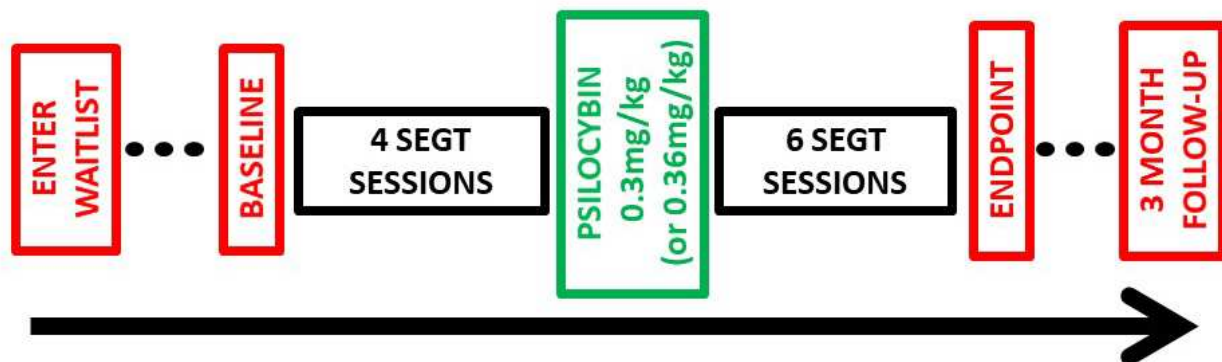 ENTER
WAITLIST
BASELINE
4 SEGT
SESSIONS
PSILOCYBIN
0.3mg/kg
(or 0.36mg/kg)
6 SEGT
SESSIONS
ENDPOINT
3 MONTH
FOLLOW-UP